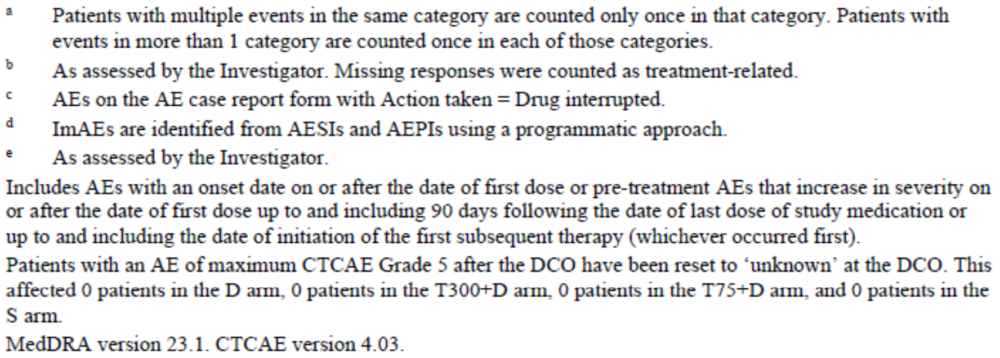 a Patients with multiple events in the same category are counted only once in that category. Patients with
events in more than 1 category are counted once in each of those categories.
b As assessed by the Investigator. Missing responses were counted as treatment-related.
c AEs on the AE case report form with Action taken = Drug interrupted.
d ImAEs are identified from AESIs and AEPIs using a programmatic approach.
e As assessed by the Investigator.
Includes AEs with an onset date on or after the date of first dose or pre-treatment AEs that increase in severity on
or after the date of first dose up to and including 90 days following the date of last dose of study medication or
up to and including the date of initiation of the first subsequent therapy (whichever occurred first).
Patients with an AE of maximum CTCAE Grade 5 after the DCO have been reset to ‘unknown’ at the DCO. This
affected 0 patients in the D arm, 0 patients in the T300+D arm, 0 patients in the T75+D arm, and 0 patients in the
S arm.
MedDRA version 23.1. CTCAE version 4.03.